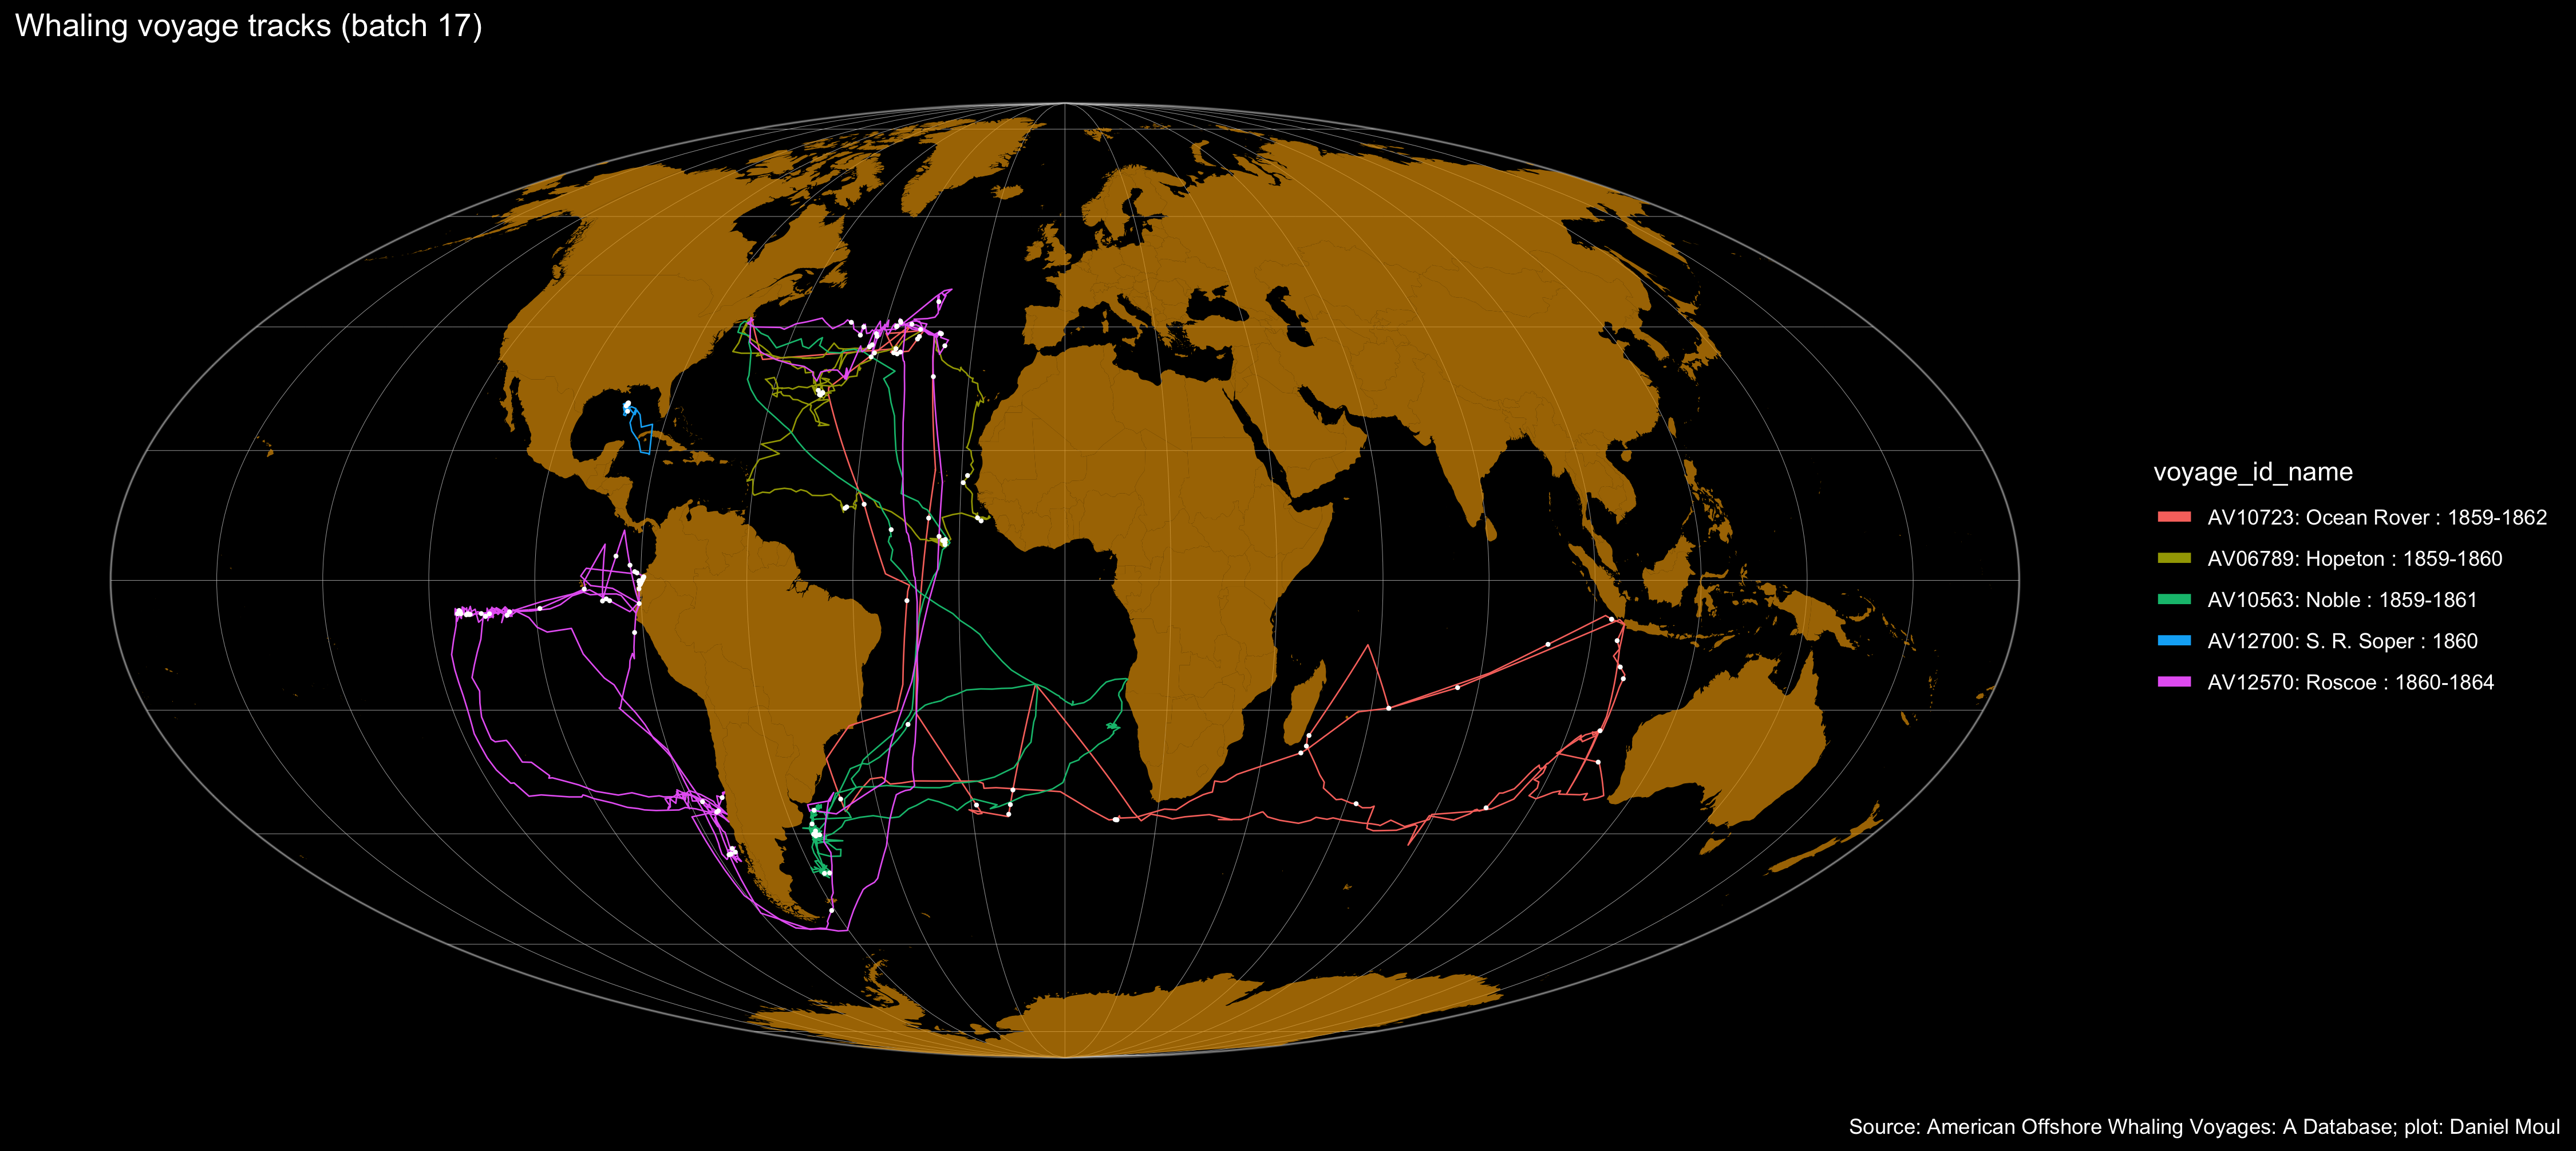 Whaling voyage tracks (batch 17)
voyage_id_name
AV10723: Ocean Rover : 1859-1862
AV06789: Hopeton : 1859-1860
AV10563: Noble : 1859-1861
AV12700: S. R. Soper : 1860
AV12570: Roscoe : 1860-1864
Source: American Offshore Whaling Voyages: A Database; plot: Daniel Moul